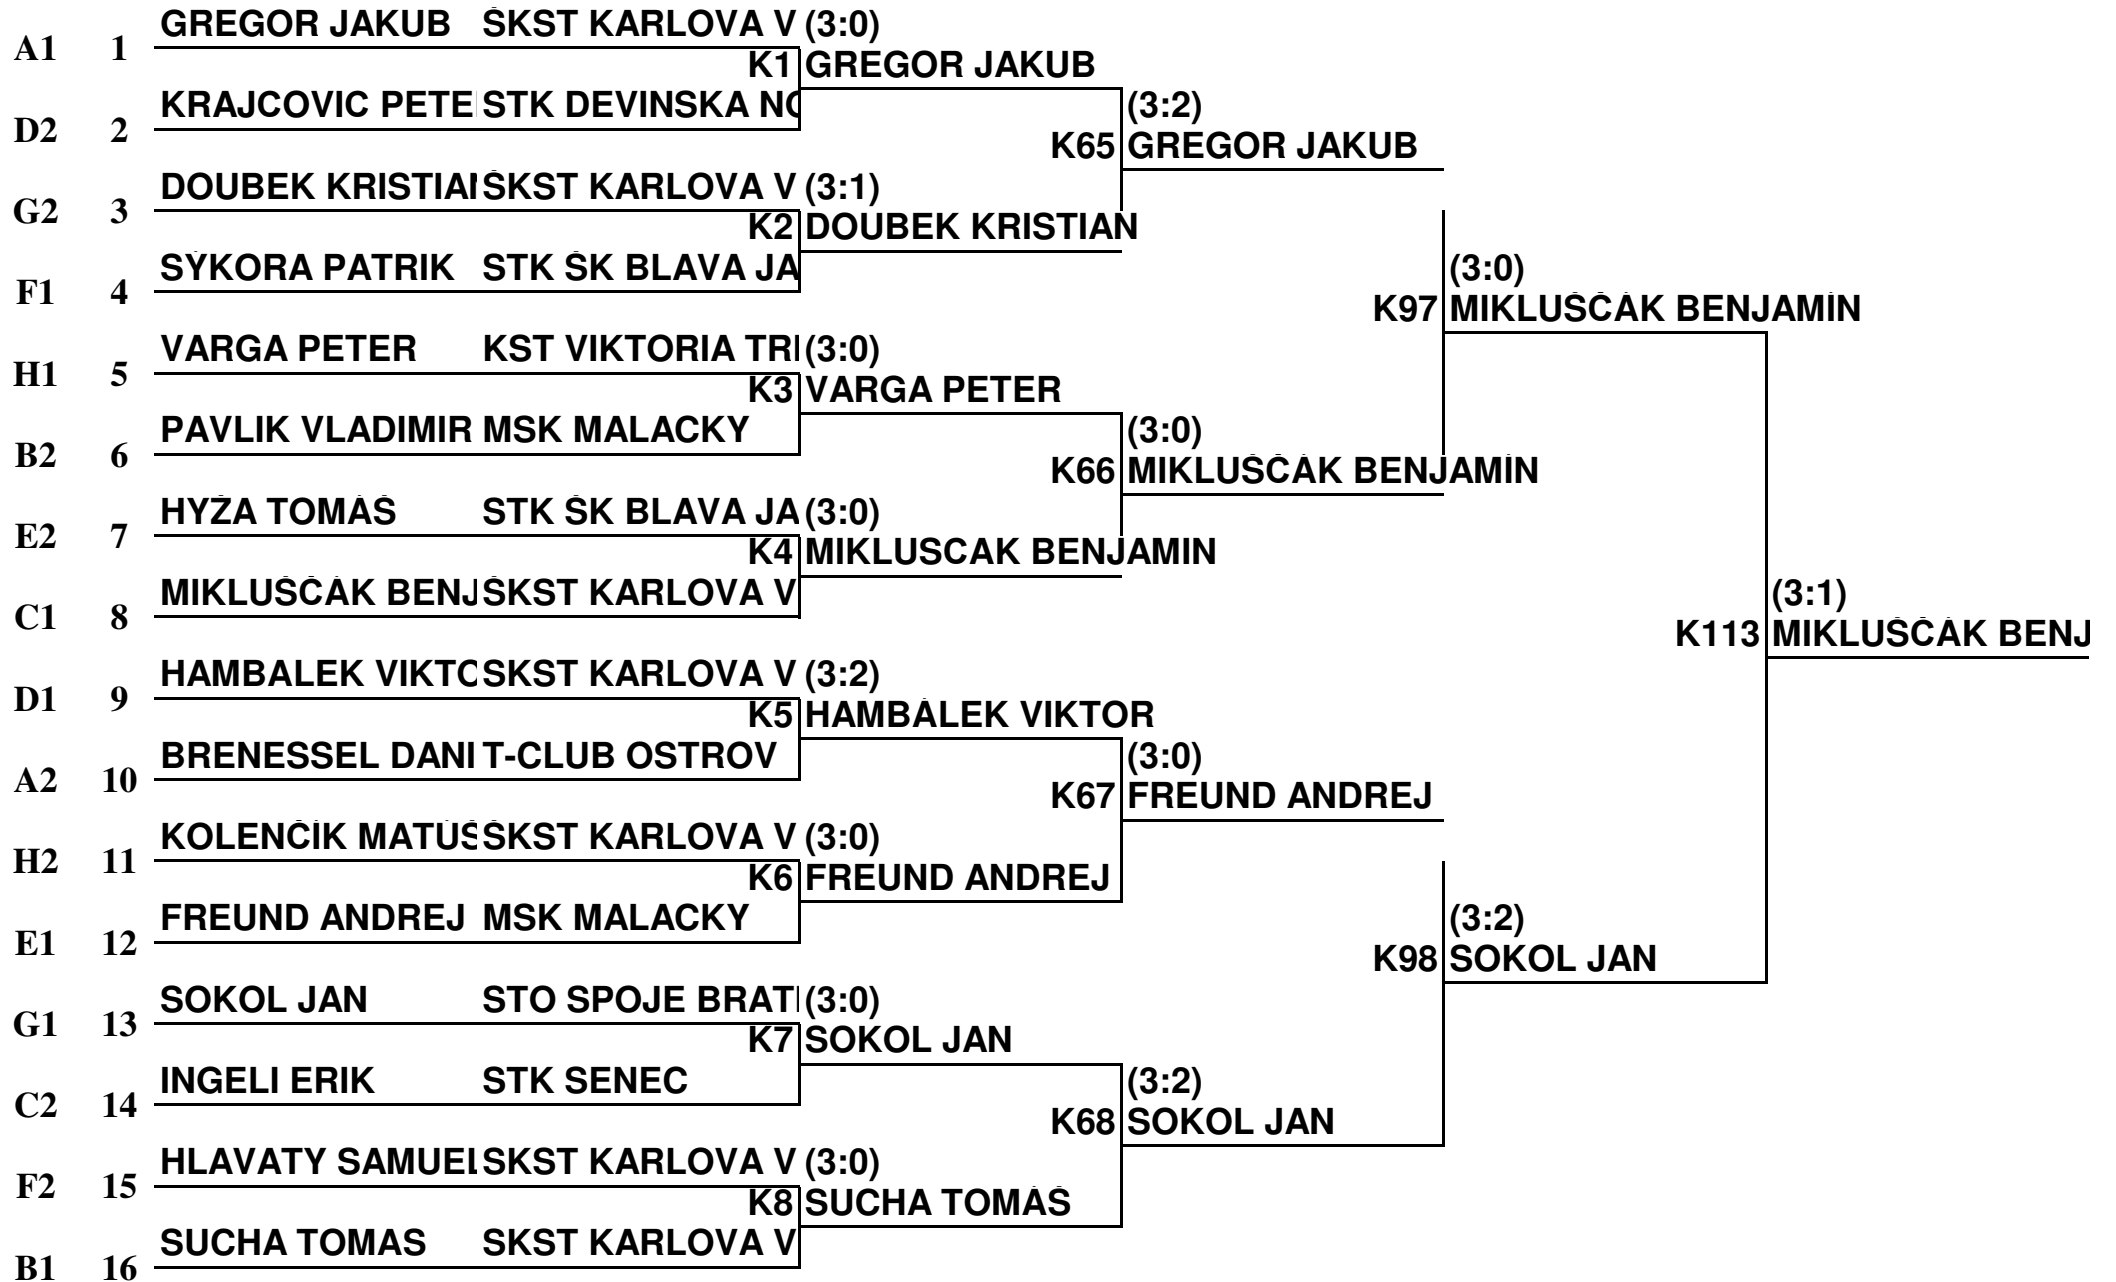 GREGOR JAKUB ŠKST KARLOVA V (3:0)
A1 1
K1 GREGOR JAKUB
KRAJCOVIC PETE STK DEVINSKA NO (3:2)
D2 2
K65 GREGOR JAKUB
DOUBEK KRISTIAN ŠKST KARLOVA V (3:1)
G2 3
K2 DOUBEK KRISTIAN
SÝKORA PATRIK STK ŠK BLAVA JA (3:0)
F1 4
K97 MIKLUŠČÁK BENJAMÍN
VARGA PETER KST VIKTORIA TR (3:0)
H1 5
K3 VARGA PETER
PAVLIK VLADIMIR MSK MALACKY (3:0)
B2 6
K66 MIKLUŠČÁK BENJAMÍN
HYŽA TOMÁŠ STK ŠK BLAVA JA (3:0)
E2 7
K4 MIKLUSCAK BENJAMIN
MIKLUŠČÁK BENJ ŠKST KARLOVA V (3:1)
C1 8
K113 MIKLUŠČÁK BENJ
HAMBALEK VIKTO SKST KARLOVA V (3:2)
D1 9
K5 HAMBÁLEK VIKTOR
BRENESSEL DANI T-CLUB OSTROV (3:0)
A2 10
K67 FREUND ANDREJ
KOLENČÍK MATÚŠ ŠKST KARLOVA V (3:0)
H2 11
K6 FREUND ANDREJ
FREUND ANDREJ MSK MALACKY (3:2)
E1 12
K98 SOKOL JAN
SOKOL JAN STO SPOJE BRATI (3:0)
G1 13
K7 SOKOL JAN
INGELI ERIK STK SENEC (3:2)
C2 14
K68 SOKOL JAN
HLAVATY SAMUEL SKST KARLOVA V (3:0)
F2 15
K8 SUCHA TOMÁŠ
SUCHA TOMAS SKST KARLOVA V
B1 16